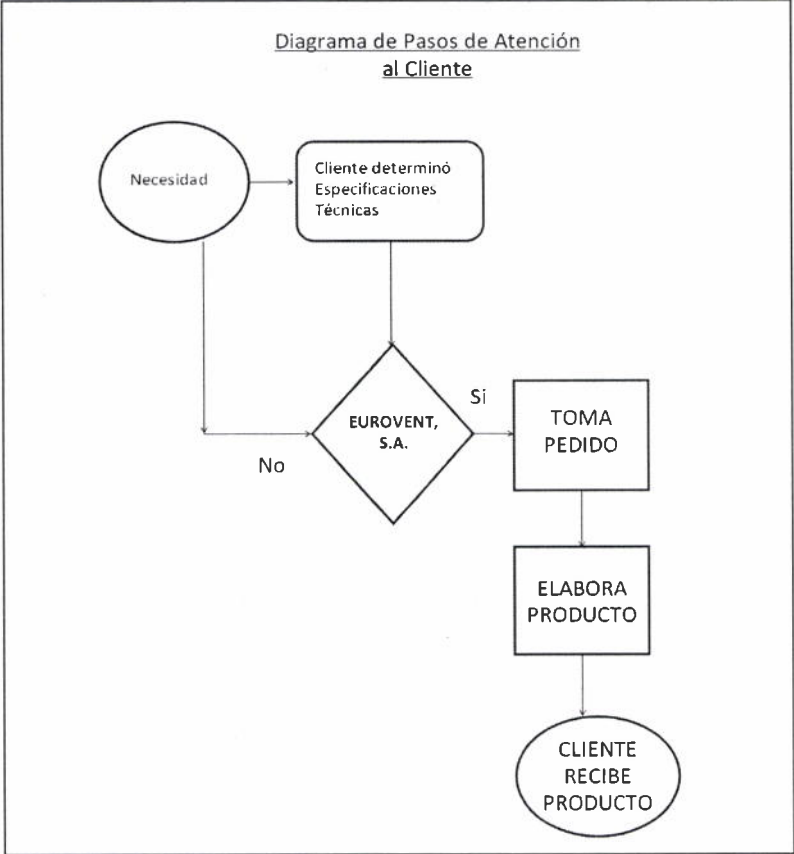 Diagrama de Pasos de Atención
al Cliente
Necesidad
Cliente determinó
Especificaciones
Técnicas
EUROVENT,
S.A.
Si
No
TOMA
PEDIDO
ELABORA
PRODUCTO
CLIENTE
RECIBE
PRODUCTO